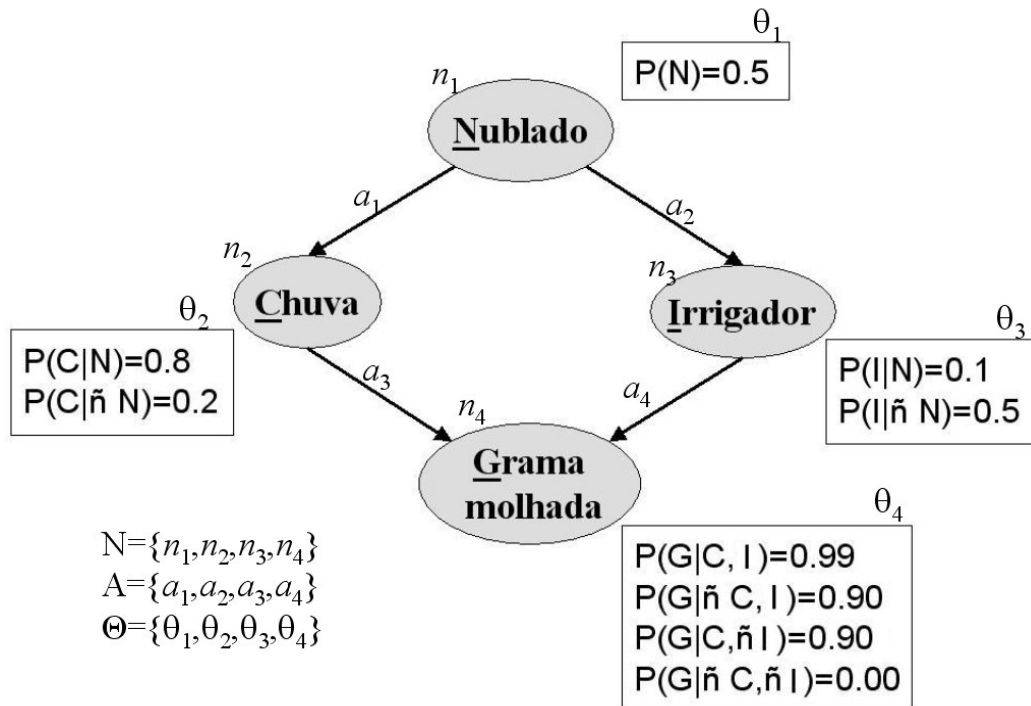 θ₁
P(N)=0.5
n₁
Nublado
a₁
a₂
n₂
Chuva
n₃
Irrigador
θ₂
P(C|N)=0.8
P(C|ñ N)=0.2
θ₃
P(I|N)=0.1
P(I|ñ N)=0.5
a₃
a₄
n₄
Grama
molhada
θ₄
P(G|C, I)=0.99
P(G|ñ C, I)=0.90
P(G|C,ñ I)=0.90
P(G|ñ C,ñ I)=0.00
N={n₁,n₂,n₃,n₄}
A={a₁,a₂,a₃,a₄}
Θ={θ₁,θ₂,θ₃,θ₄}